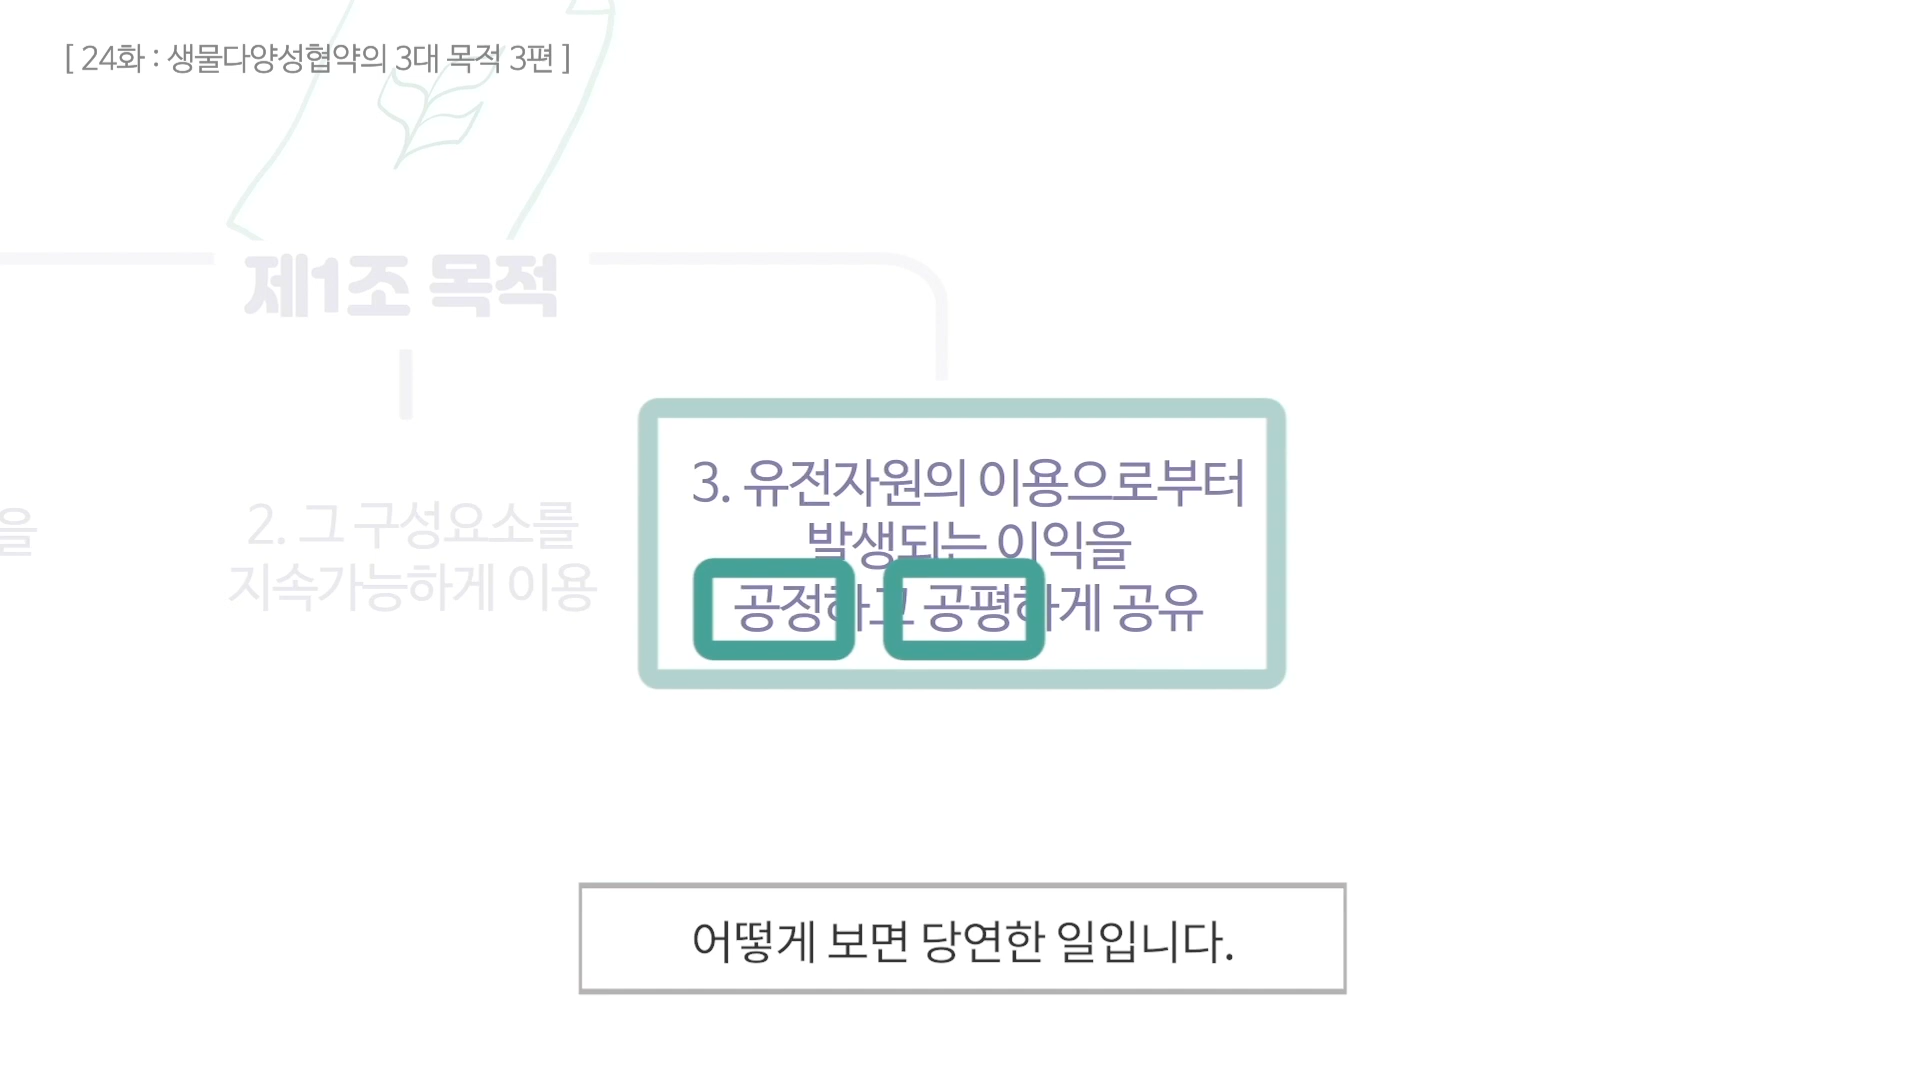 [ 24화 : 생물다양성협약의 3대 목적 3편 ]
제1조 목적
을
2. 그 구성요소를
지속가능하게 이용
3. 유전자원의 이용으로부터
발생되는 이익을
공정하고 공평하게 공유
어떻게 보면 당연한 일입니다.